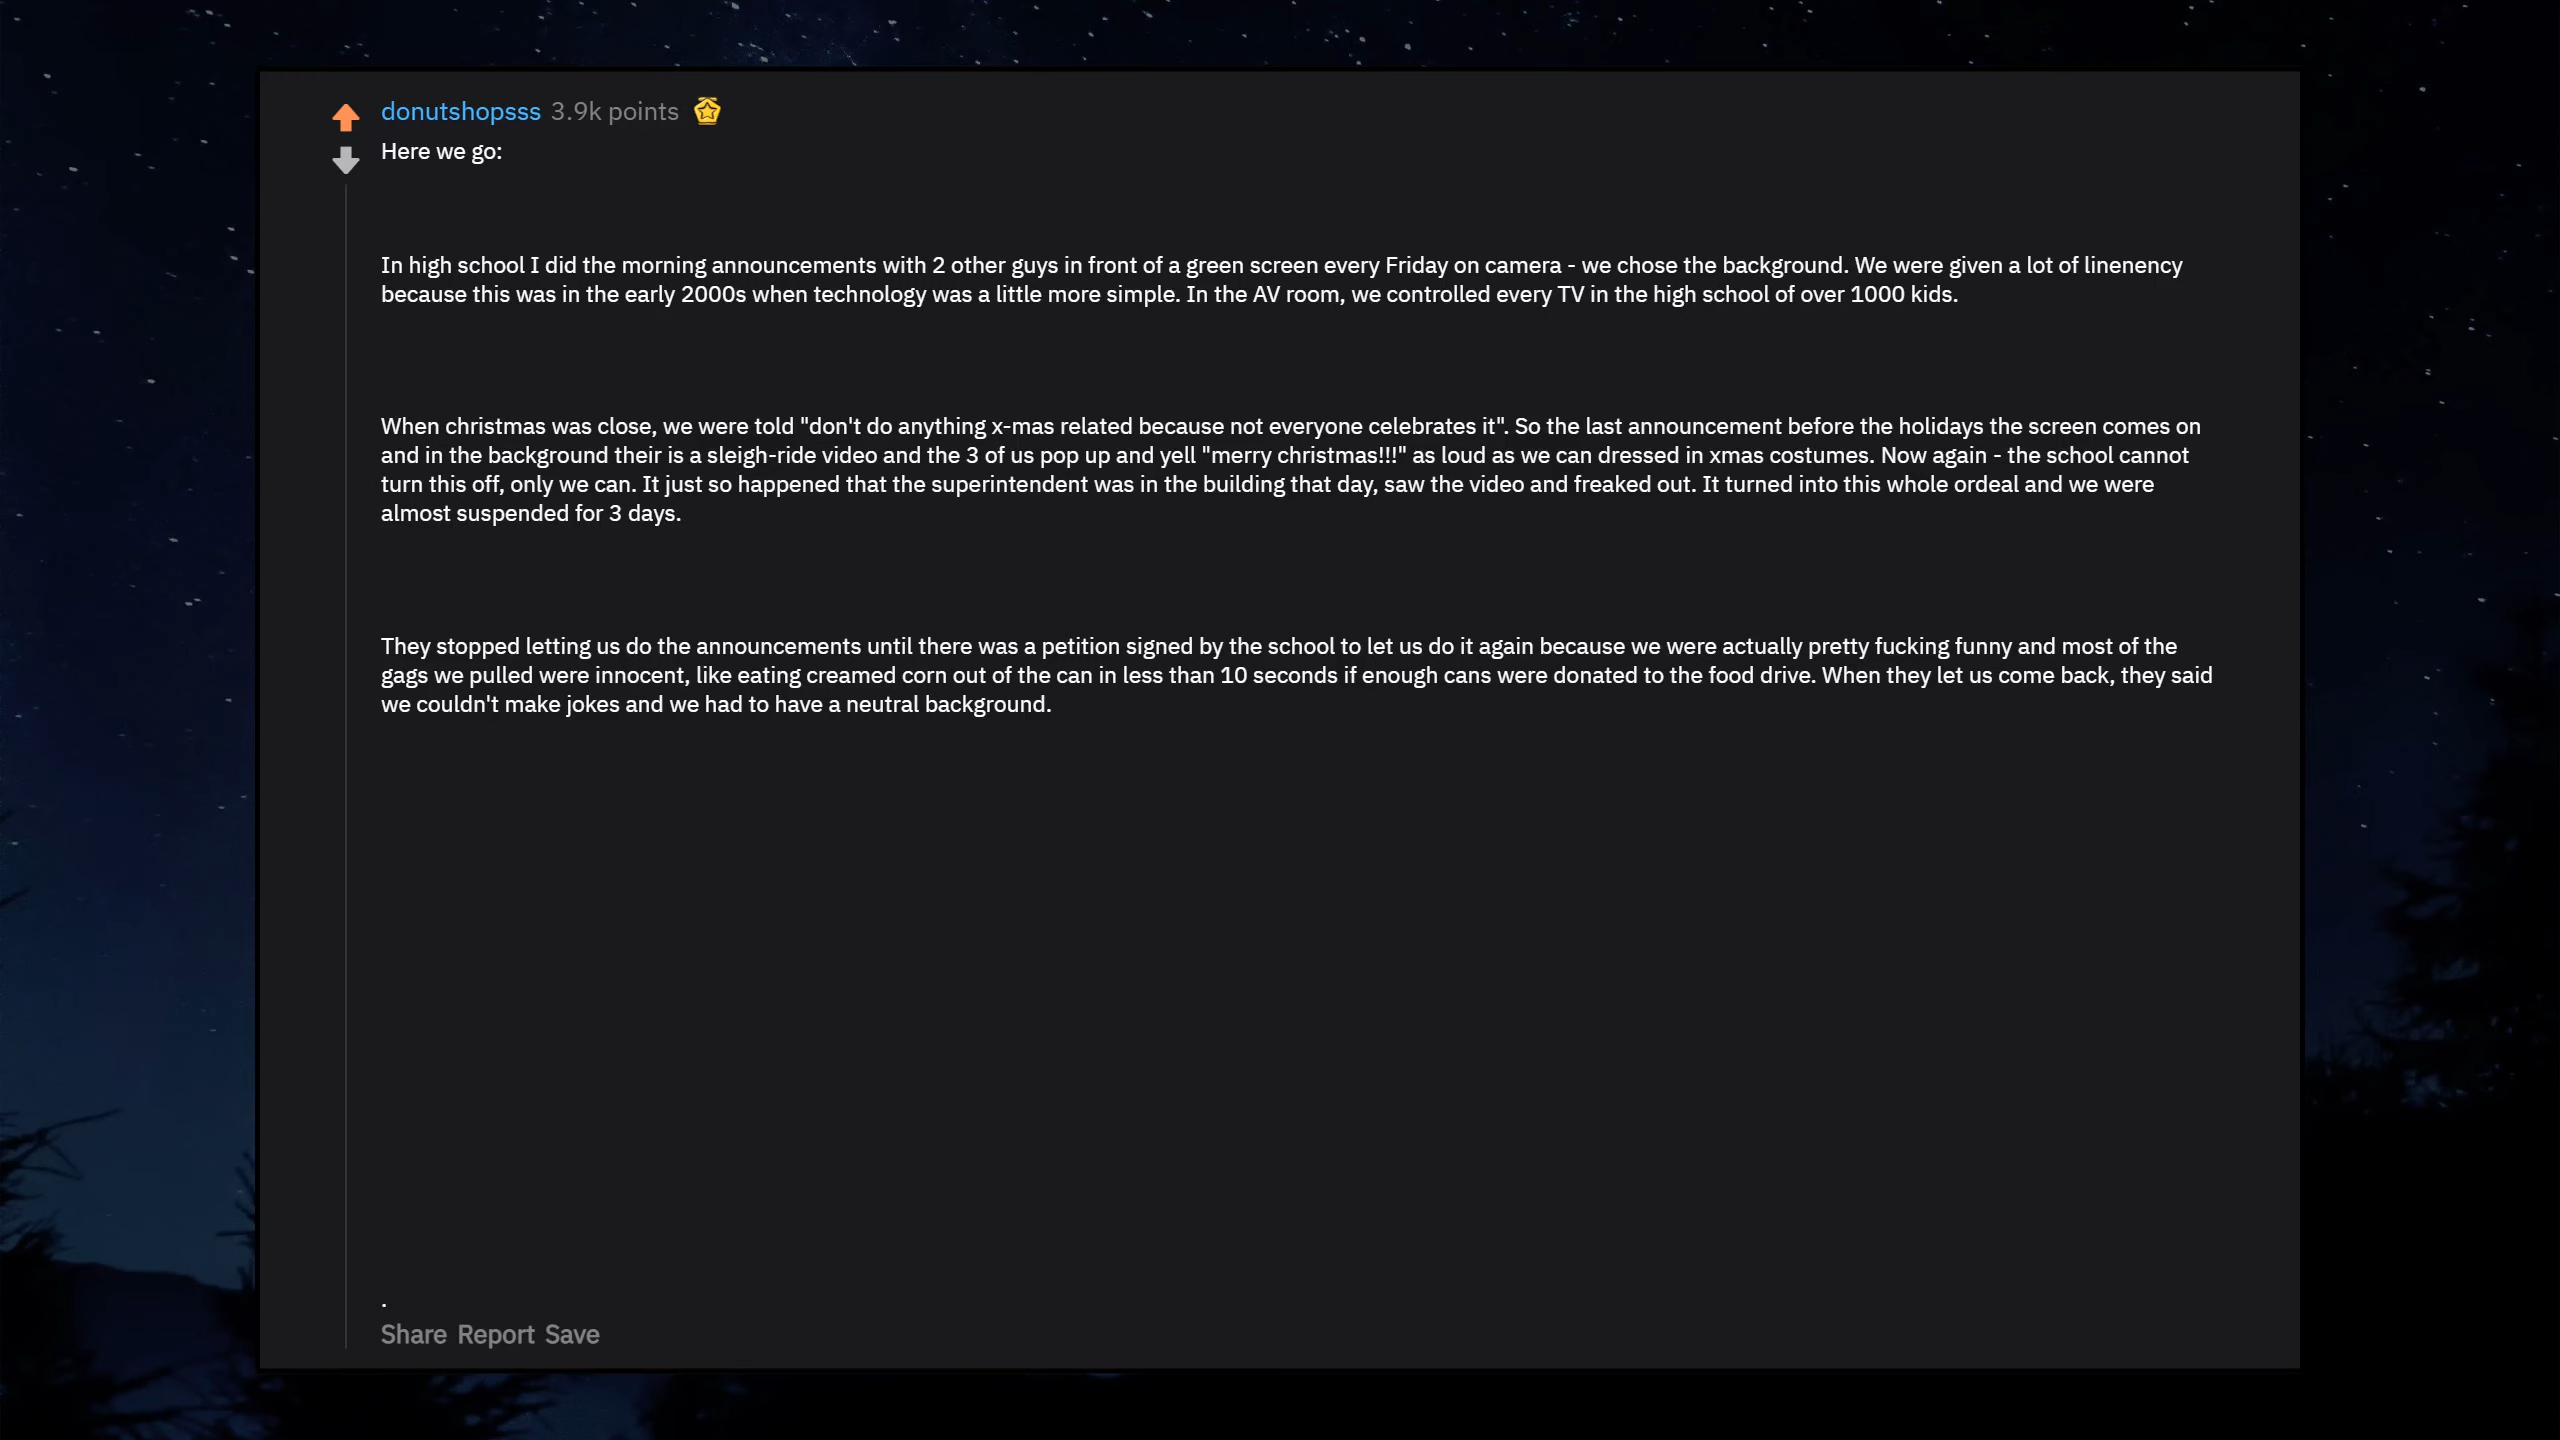 donutshopsss 3.9k points
Here we go:
In high school I did the morning announcements with 2 other guys in front of a green screen every Friday on camera - we chose the background. We were given a lot of linenency
because this was in the early 2000s when technology was a little more simple. In the AV room, we controlled every TV in the high school of over 1000 kids.
When christmas was close, we were told "don't do anything x-mas related because not everyone celebrates it". So the last announcement before the holidays the screen comes on
and in the background their is a sleigh-ride video and the 3 of us pop up and yell "merry christmas!!!" as loud as we can dressed in xmas costumes. Now again - the school cannot
turn this off, only we can. It just so happened that the superintendent was in the building that day, saw the video and freaked out. It turned into this whole ordeal and we were
almost suspended for 3 days.
They stopped letting us do the announcements until there was a petition signed by the school to let us do it again because we were actually pretty fucking funny and most of the
gags we pulled were innocent, like eating creamed corn out of the can in less than 10 seconds if enough cans were donated to the food drive. When they let us come back, they said
we couldn't make jokes and we had to have a neutral background.
.
Share Report Save